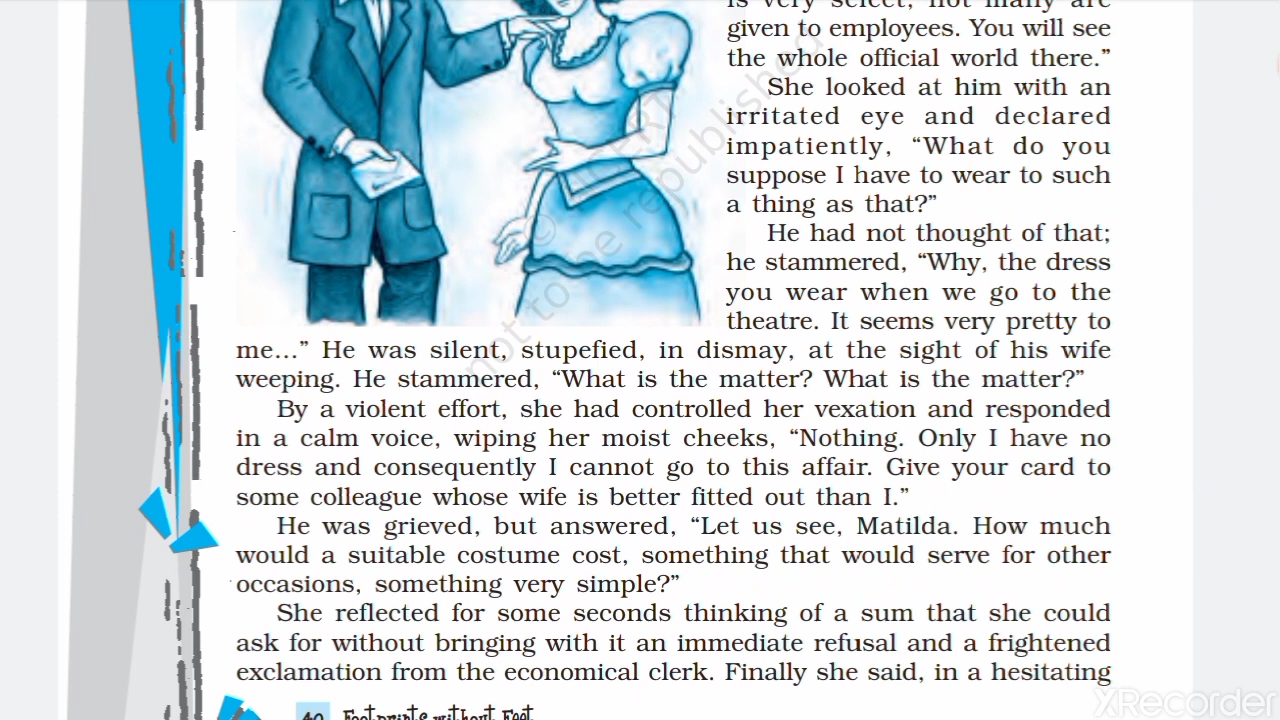 is very select, not many are
given to employees. You will see
the whole official world there.”
She looked at him with an
irritated eye and declared
impatiently, “What do you
suppose I have to wear to such
a thing as that?”
He had not thought of that;
he stammered, “Why, the dress
you wear when we go to the
theatre. It seems very pretty to
me...” He was silent, stupefied, in dismay, at the sight of his wife
weeping. He stammered, “What is the matter? What is the matter?”
By a violent effort, she had controlled her vexation and responded
in a calm voice, wiping her moist cheeks, “Nothing. Only I have no
dress and consequently I cannot go to this affair. Give your card to
some colleague whose wife is better fitted out than I.”
He was grieved, but answered, “Let us see, Matilda. How much
would a suitable costume cost, something that would serve for other
occasions, something very simple?”
She reflected for some seconds thinking of a sum that she could
ask for without bringing with it an immediate refusal and a frightened
exclamation from the economical clerk. Finally she said, in a hesitating
40 Footprints without Feet
not to be republished
XRecorder